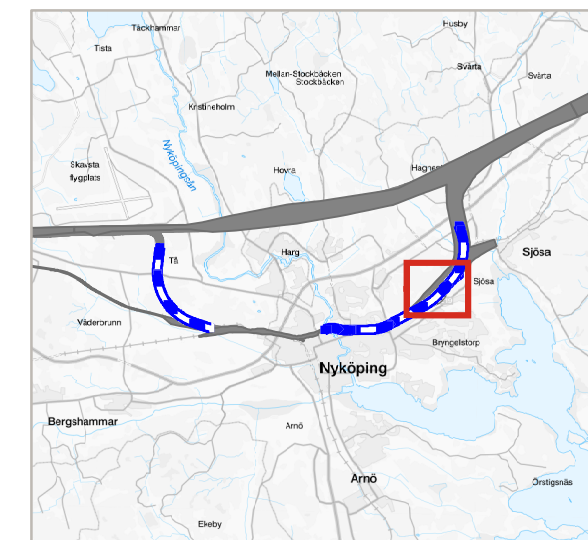 Husby
Täckhammar
Tista
Svärta
Mellan-Stockbäcken
Stockbäcken
Svärta
Kristineholm
Nyköpingsån
Skavsta
flygplats
Hovra
Harg
Tå
Sjösa
Sjösa
Väderbrunn
Bryngelstorp
Nyköping
Bergshammar
Arnö
Arnö
Örstigsnäs
Ekeby